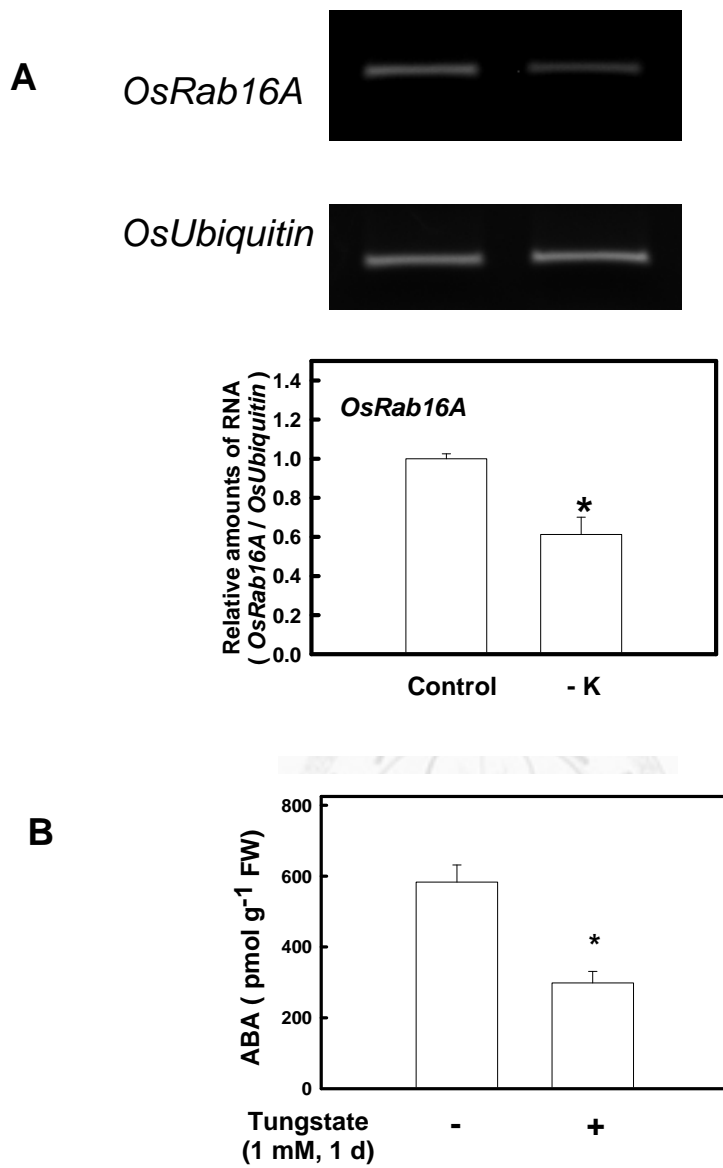 A
OsRab16A
OsUbiquitin
Relative amounts of RNA
( OsRab16A / OsUbiquitin )
1.4
1.2
1.0
0.8
0.6
0.4
0.2
0.0
OsRab16A
*
Control - K
B
ABA ( pmol g⁻¹ FW)
800
600
400
200
0
*
Tungstate - +
(1 mM, 1 d)